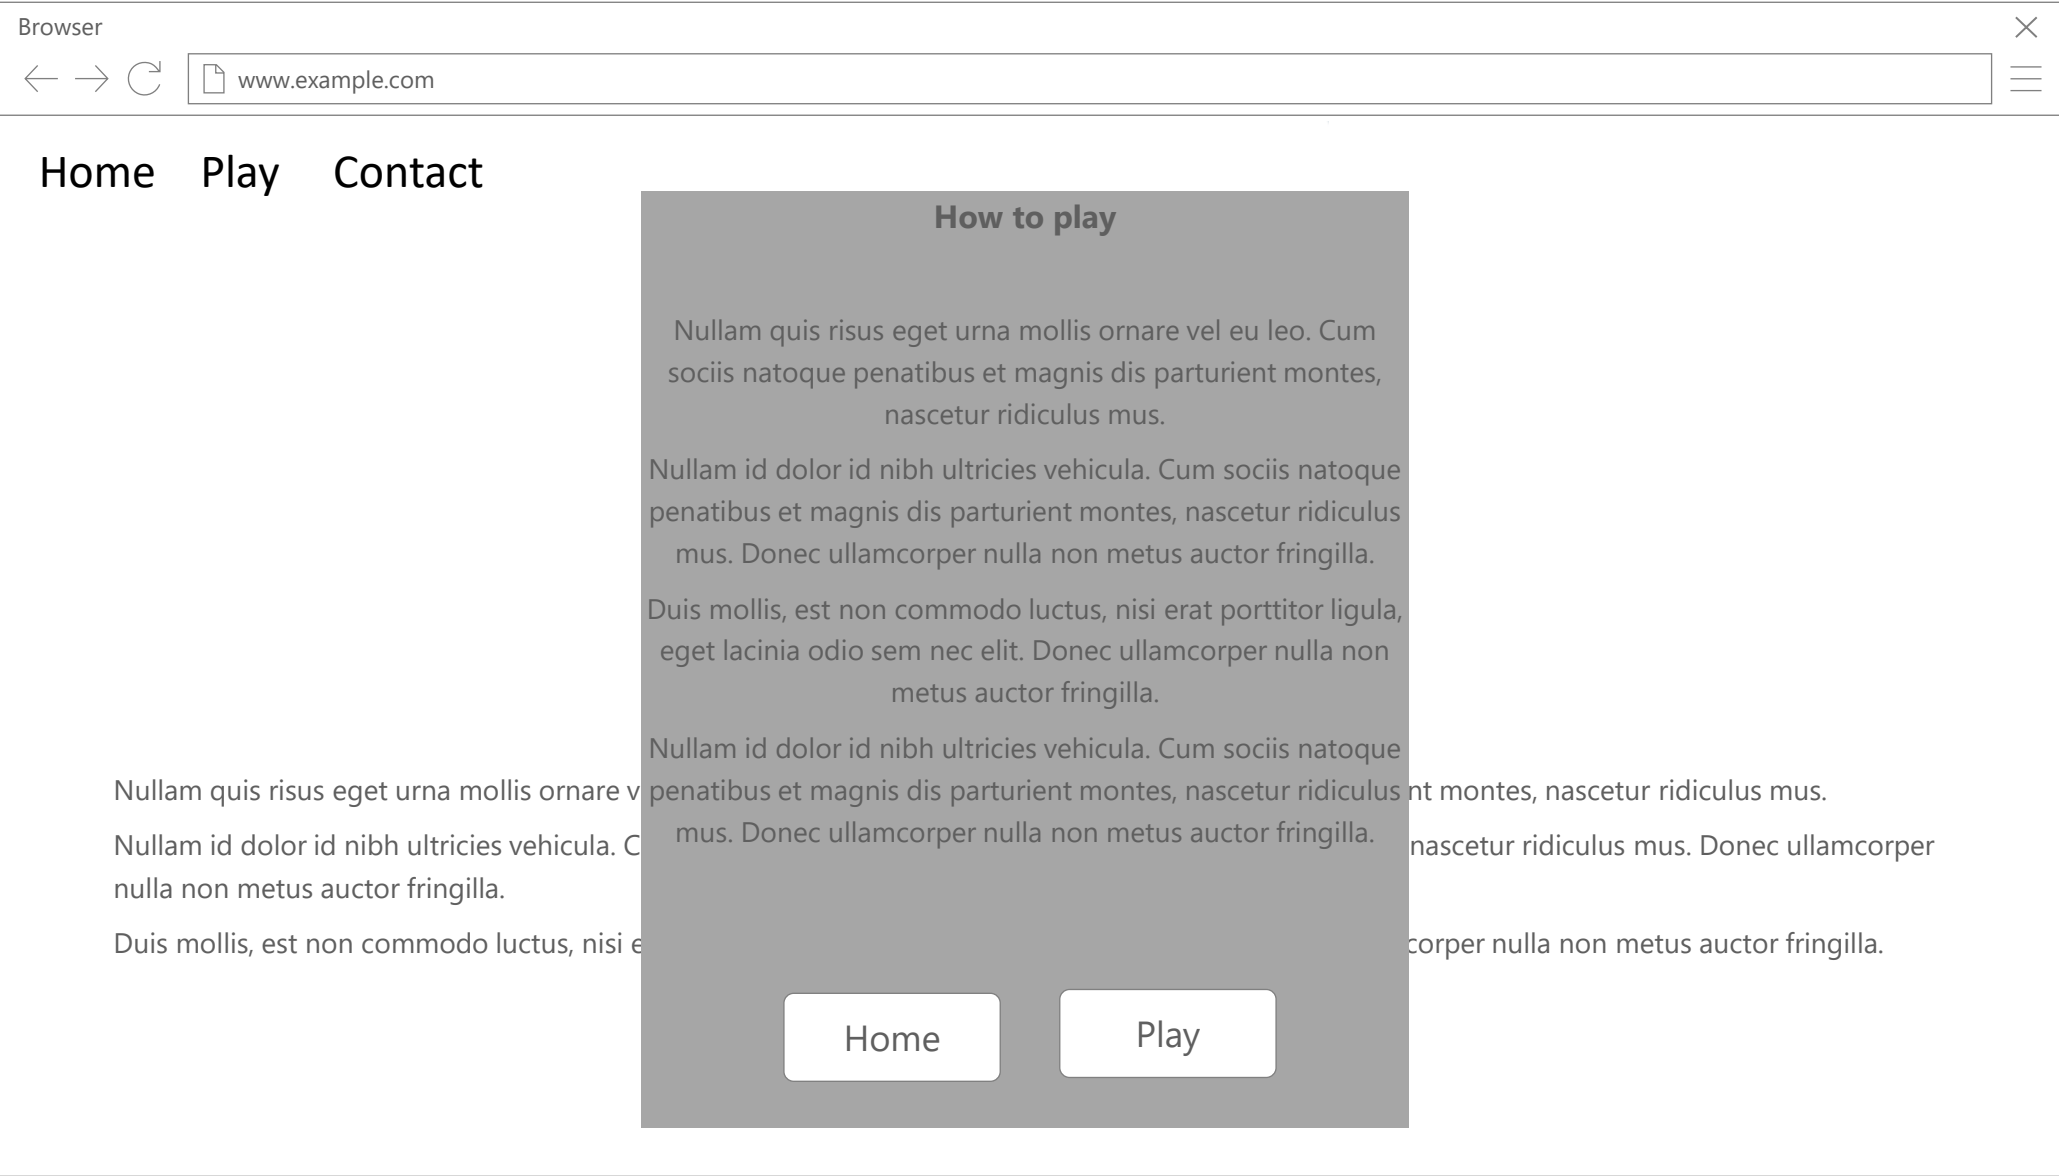 Browser
www.example.com
Home Play Contact
How to play
Nullam quis risus eget urna mollis ornare vel eu leo. Cum
sociis natoque penatibus et magnis dis parturient montes,
nascetur ridiculus mus.
Nullam id dolor id nibh ultricies vehicula. Cum sociis natoque
penatibus et magnis dis parturient montes, nascetur ridiculus
mus. Donec ullamcorper nulla non metus auctor fringilla.
Duis mollis, est non commodo luctus, nisi erat porttitor ligula,
eget lacinia odio sem nec elit. Donec ullamcorper nulla non
metus auctor fringilla.
Nullam id dolor id nibh ultricies vehicula. Cum sociis natoque
penatibus et magnis dis parturient montes, nascetur ridiculus
mus. Donec ullamcorper nulla non metus auctor fringilla.
Home Play
Nullam quis risus eget urna mollis ornare v
nt montes, nascetur ridiculus mus.
Nullam id dolor id nibh ultricies vehicula. C
nascetur ridiculus mus. Donec ullamcorper
nulla non metus auctor fringilla.
Duis mollis, est non commodo luctus, nisi e
corper nulla non metus auctor fringilla.